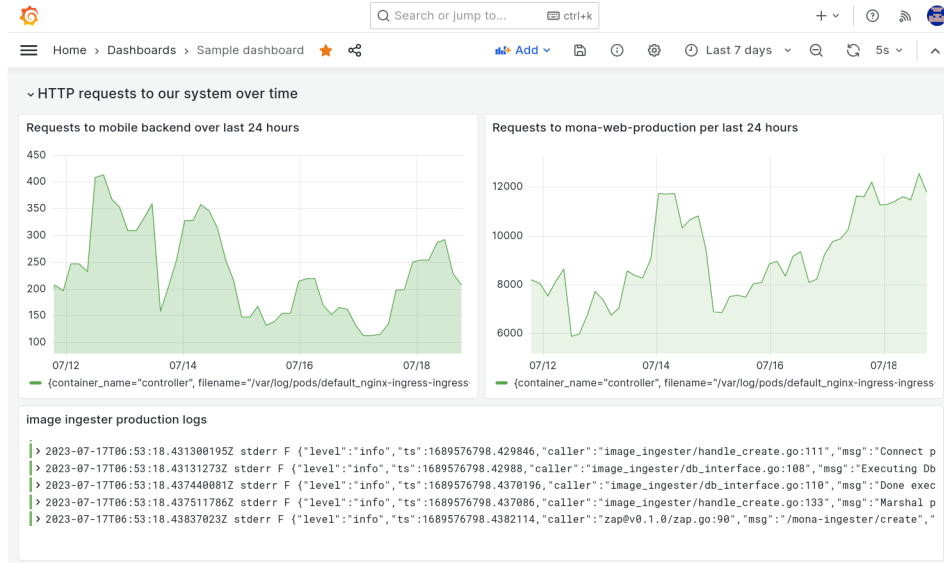 Search or jump to... ctrl+k
Home › Dashboards › Sample dashboard Add Last 7 days 5s
HTTP requests to our system over time
Requests to mobile backend over last 24 hours
450
400
350
300
250
200
150
100
07/12 07/14 07/16 07/18
{container_name="controller", filename="/var/log/pods/default_nginx-ingress-ingress-
Requests to mona-web-production per last 24 hours
12000
10000
8000
6000
07/12 07/14 07/16 07/18
{container_name="controller", filename="/var/log/pods/default_nginx-ingress-ingress-
image ingester production logs
> 2023-07-17T06:53:18.431300195Z stderr F {"level":"info","ts":1689576798.429846,"caller":"image_ingester/handle_create.go:111","msg":"Connect p
> 2023-07-17T06:53:18.43131273Z stderr F {"level":"info","ts":1689576798.42988,"caller":"image_ingester/db_interface.go:108","msg":"Executing Db
> 2023-07-17T06:53:18.437440081Z stderr F {"level":"info","ts":1689576798.4370196,"caller":"image_ingester/db_interface.go:110","msg":"Done exec
> 2023-07-17T06:53:18.437511786Z stderr F {"level":"info","ts":1689576798.437086,"caller":"image_ingester/handle_create.go:133","msg":"Marshal p
> 2023-07-17T06:53:18.43837023Z stderr F {"level":"info","ts":1689576798.4382114,"caller":"zap@v0.1.0/zap.go:90","msg":"/mona-ingester/create","